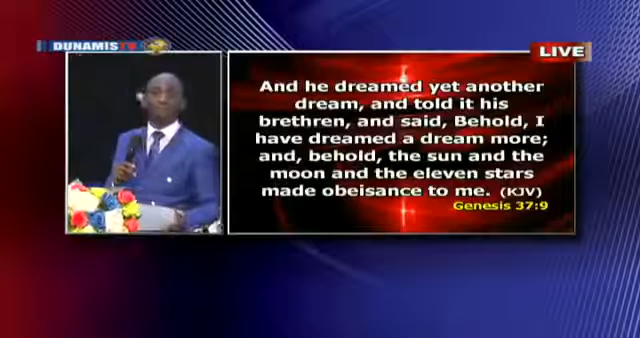 DUNAMIS TV
LIVE
And he dreamed yet another
dream, and told it his
brethren, and said, Behold, I
have dreamed a dream more;
and, behold, the sun and the
moon and the eleven stars
made obeisance to me. (KJV)
Genesis 37:9